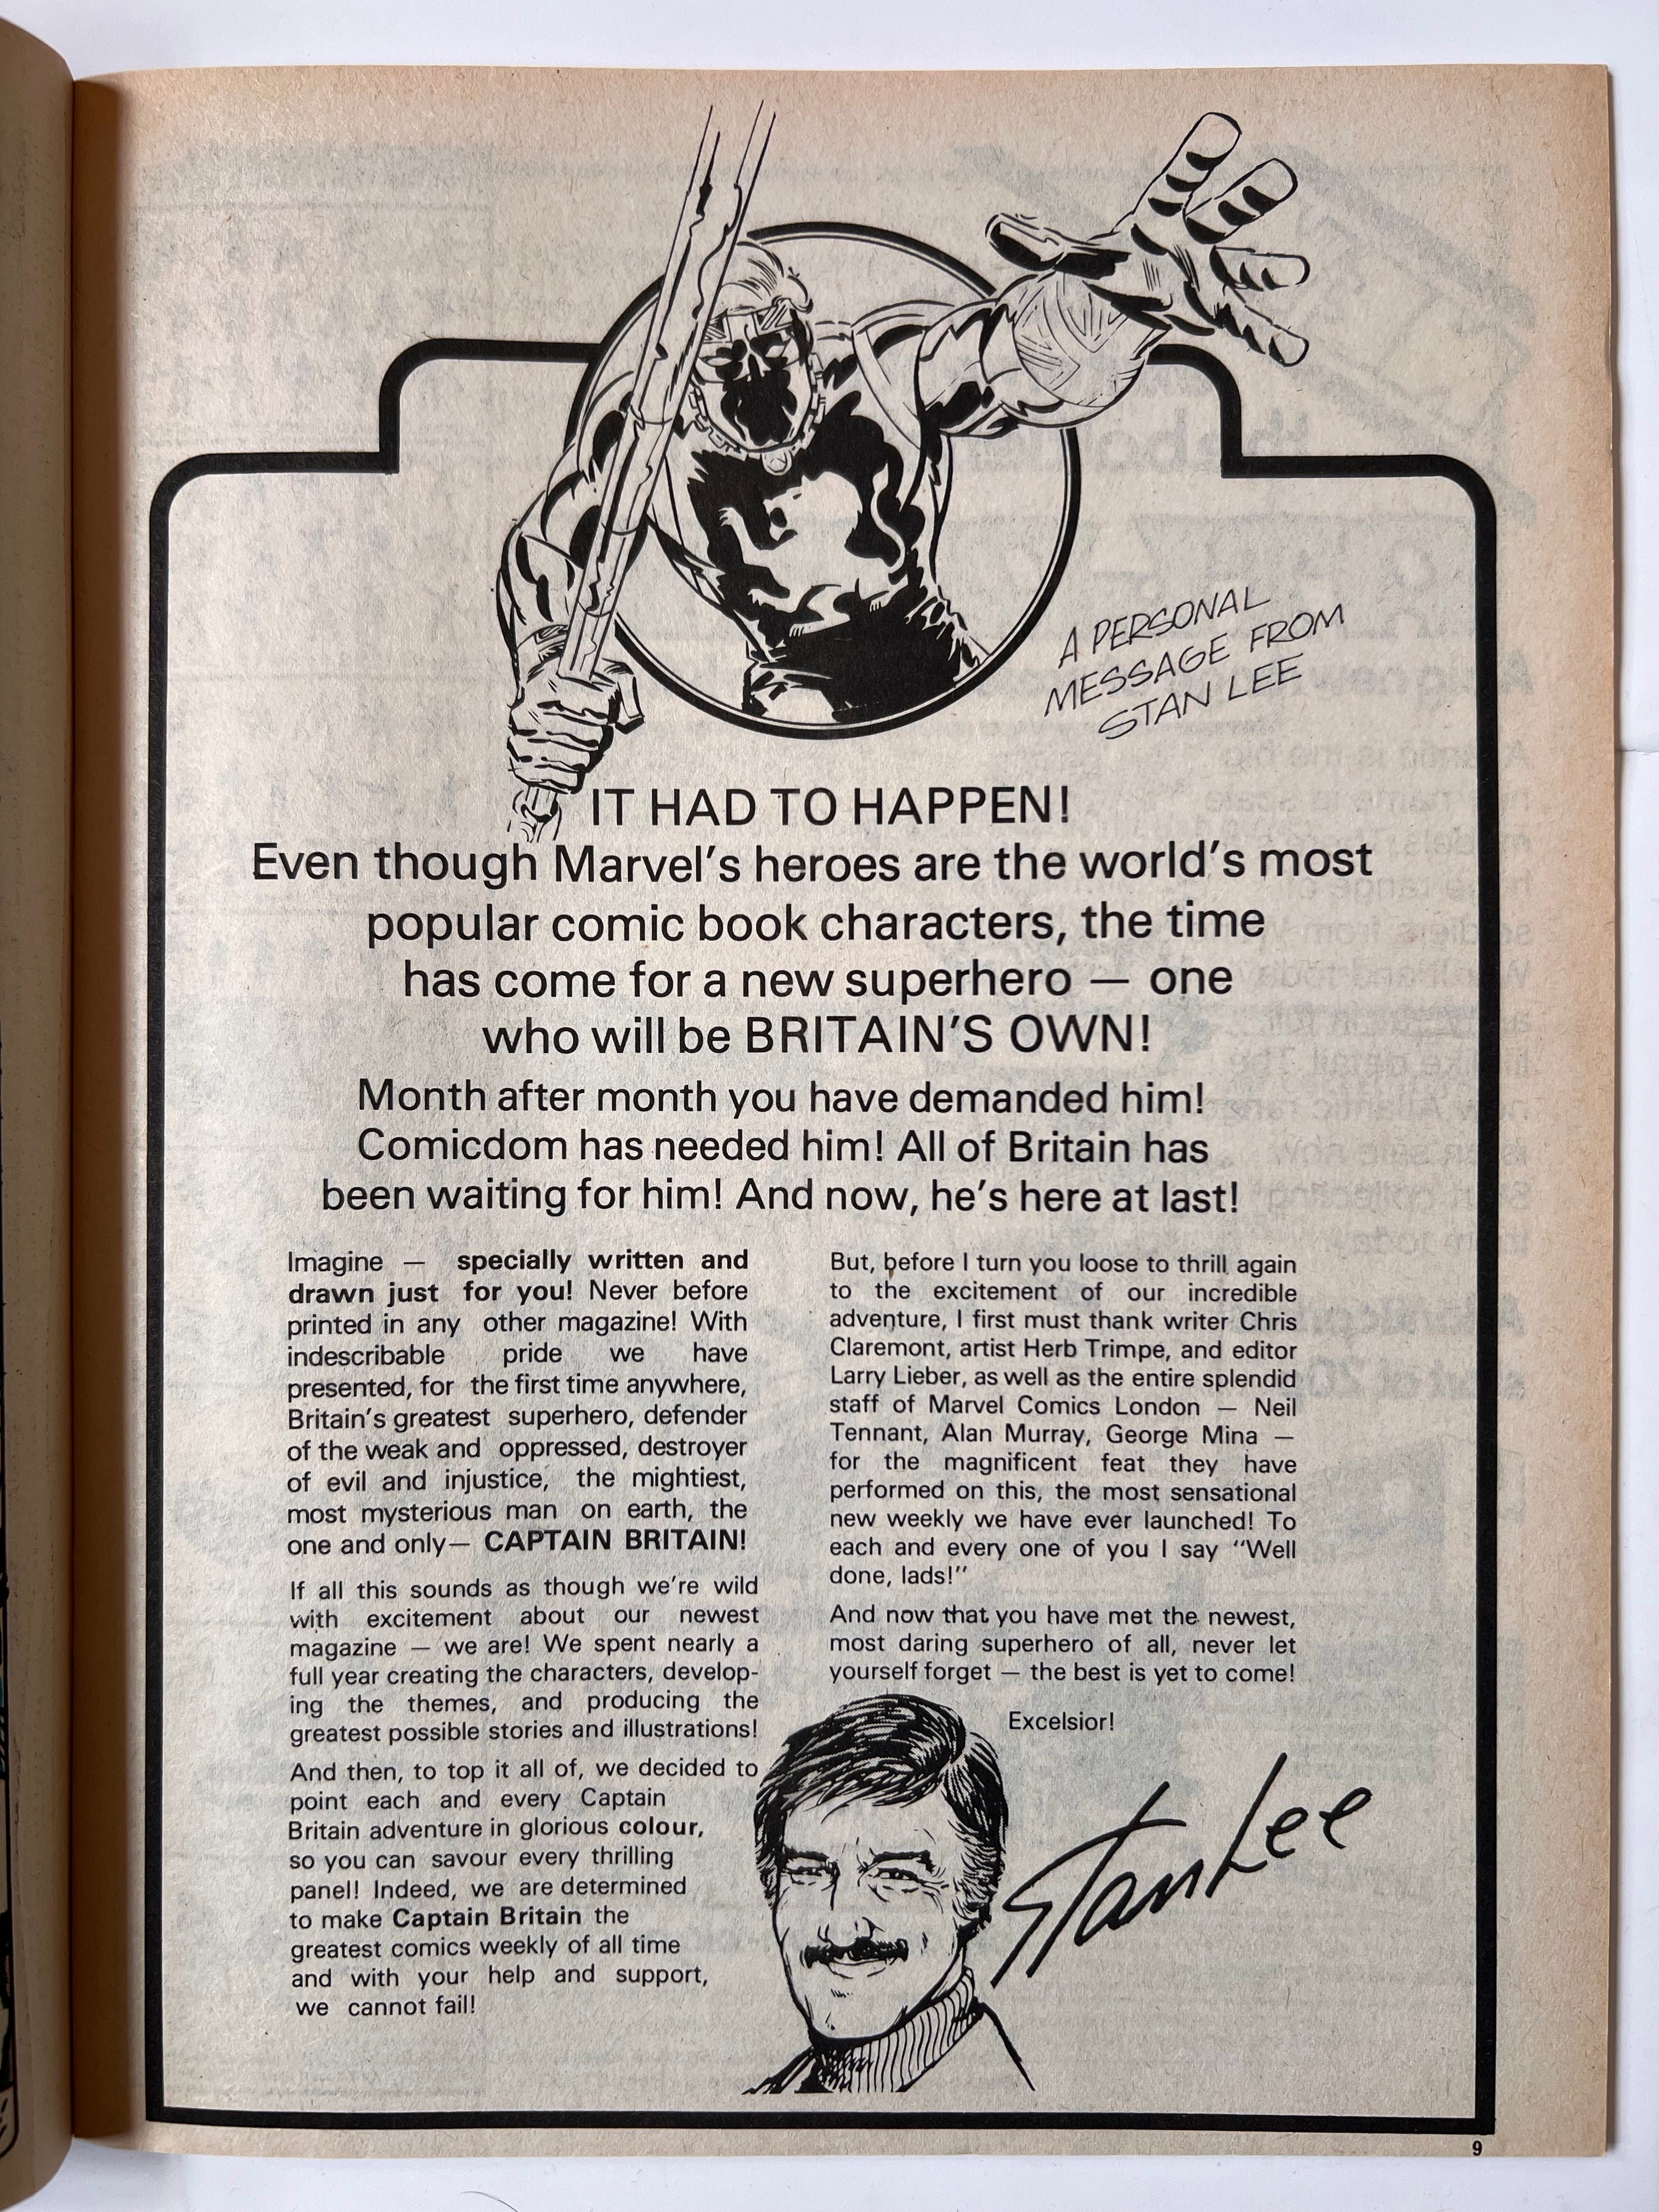 A PERSONAL
MESSAGE FROM
STAN LEE
IT HAD TO HAPPEN!
Even though Marvel's heroes are the world's most
popular comic book characters, the time
has come for a new superhero — one
who will be BRITAIN'S OWN!
Month after month you have demanded him!
Comicdom has needed him! All of Britain has
been waiting for him! And now, he's here at last!
Imagine — specially written and
drawn just for you! Never before
printed in any other magazine! With
indescribable pride we have
presented, for the first time anywhere,
Britain's greatest superhero, defender
of the weak and oppressed, destroyer
of evil and injustice, the mightiest,
most mysterious man on earth, the
one and only— CAPTAIN BRITAIN!
If all this sounds as though we're wild
with excitement about our newest
magazine — we are! We spent nearly a
full year creating the characters, develop-
ing the themes, and producing the
greatest possible stories and illustrations!
And then, to top it all of, we decided to
point each and every Captain
Britain adventure in glorious colour,
so you can savour every thrilling
panel! Indeed, we are determined
to make Captain Britain the
greatest comics weekly of all time
and with your help and support,
we cannot fail!
But, before I turn you loose to thrill again
to the excitement of our incredible
adventure, I first must thank writer Chris
Claremont, artist Herb Trimpe, and editor
Larry Lieber, as well as the entire splendid
staff of Marvel Comics London — Neil
Tennant, Alan Murray, George Mina —
for the magnificent feat they have
performed on this, the most sensational
new weekly we have ever launched! To
each and every one of you I say "Well
done, lads!"
And now that you have met the newest,
most daring superhero of all, never let
yourself forget — the best is yet to come!
Excelsior!
Stan Lee
9